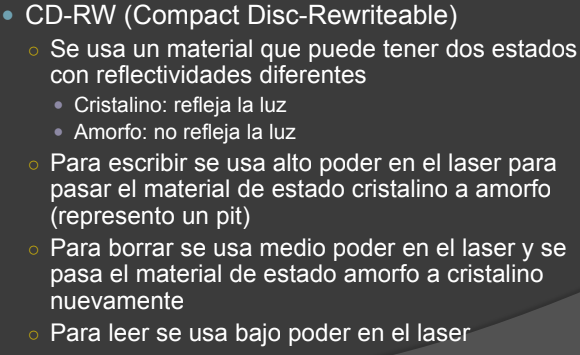 • CD-RW (Compact Disc-Rewriteable)
○ Se usa un material que puede tener dos estados
con reflectividades diferentes
• Cristalino: refleja la luz
• Amorfo: no refleja la luz
○ Para escribir se usa alto poder en el laser para
pasar el material de estado cristalino a amorfo
(represento un pit)
○ Para borrar se usa medio poder en el laser y se
pasa el material de estado amorfo a cristalino
nuevamente
○ Para leer se usa bajo poder en el laser